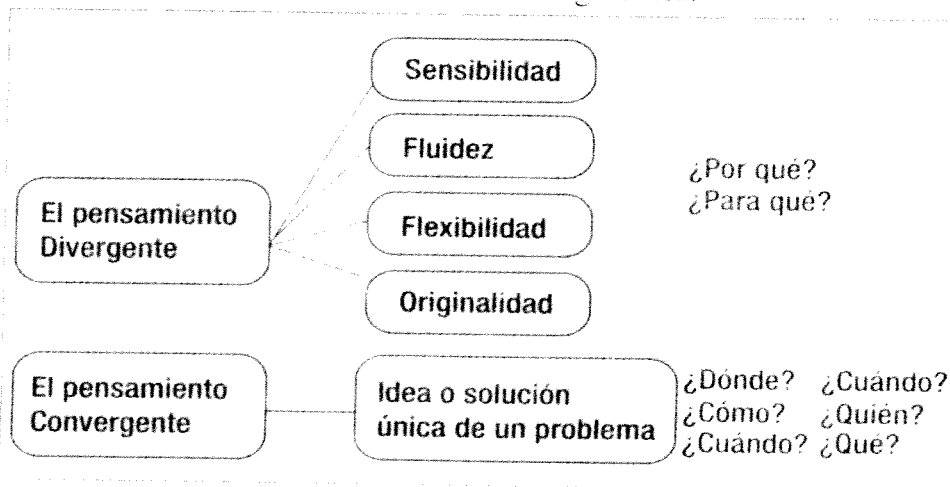 Sensibilidad
Fluidez
¿Por qué?
¿Para qué?
El pensamiento
Divergente
Flexibilidad
Originalidad
El pensamiento
Convergente
Idea o solución
única de un problema
¿Dónde? ¿Cuándo?
¿Cómo? ¿Quién?
¿Cuándo? ¿Qué?